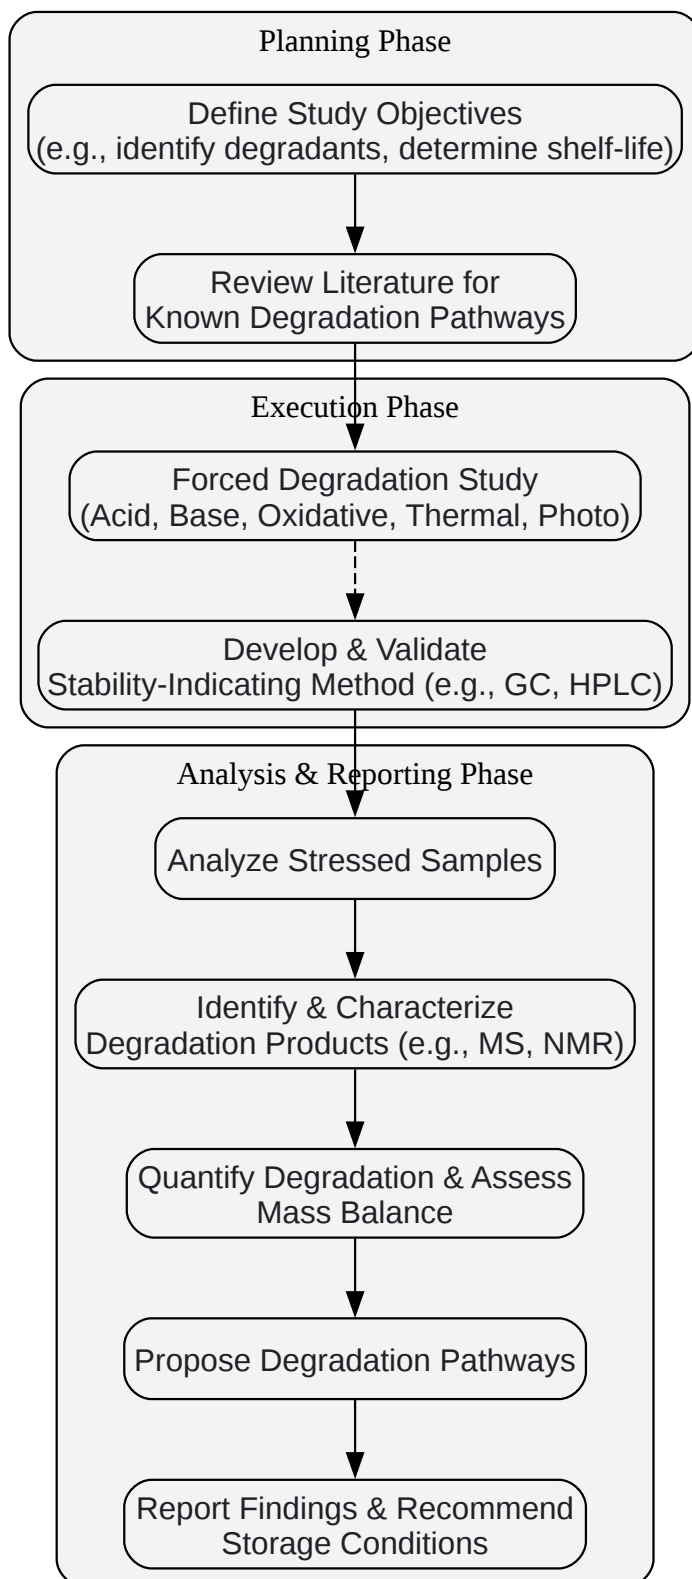 Planning Phase
Define Study Objectives
(e.g., identify degradants, determine shelf-life)
Review Literature for
Known Degradation Pathways
Execution Phase
Forced Degradation Study
(Acid, Base, Oxidative, Thermal, Photo)
Develop & Validate
Stability-Indicating Method (e.g., GC, HPLC)
Analysis & Reporting Phase
Analyze Stressed Samples
Identify & Characterize
Degradation Products (e.g., MS, NMR)
Quantify Degradation & Assess
Mass Balance
Propose Degradation Pathways
Report Findings & Recommend
Storage Conditions